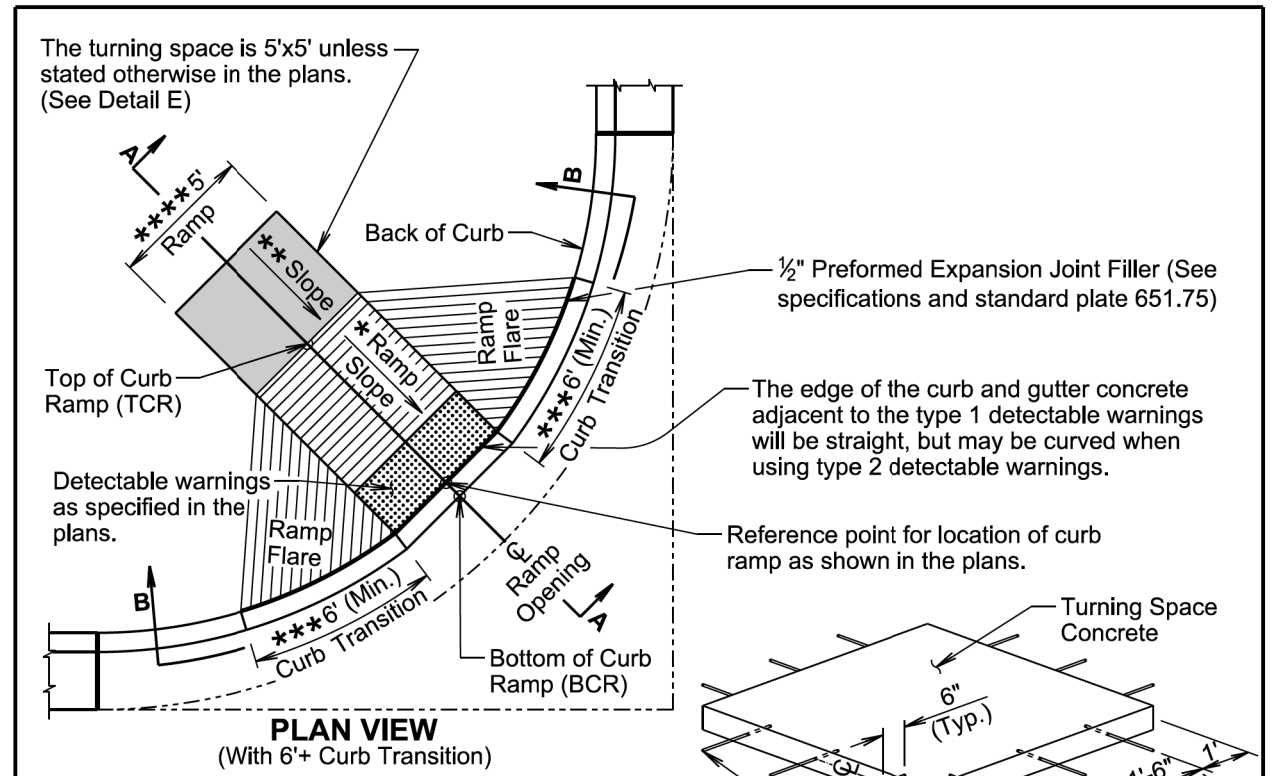 The turning space is 5'x5' unless
stated otherwise in the plans.
(See Detail E)
A
****5'
Ramp
** Slope
Back of Curb
B
½" Preformed Expansion Joint Filler (See
specifications and standard plate 651.75)
Ramp
Flare
* Ramp
Slope
***6' (Min.)
Curb Transition
Top of Curb
Ramp (TCR)
The edge of the curb and gutter concrete
adjacent to the type 1 detectable warnings
will be straight, but may be curved when
using type 2 detectable warnings.
Detectable warnings
as specified in the
plans.
Ramp
Flare
Reference point for location of curb
ramp as shown in the plans.
℄
Ramp
Opening
A
B
***6' (Min.)
Curb Transition
Bottom of Curb
Ramp (BCR)
Turning Space
Concrete
6"
(Typ.)
℄
1'-6"
1'
PLAN VIEW
(With 6'+ Curb Transition)